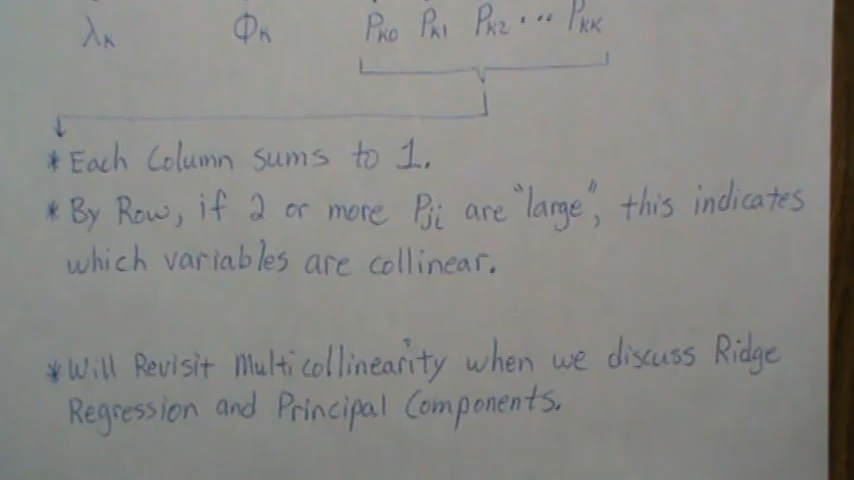 λK φK PK0 PK1 PK2 ... PKK
* Each Column sums to 1.
* By Row, if 2 or more Pji are "large", this indicates
which variables are collinear.
* Will Revisit Multicollinearity when we discuss Ridge
Regression and Principal Components.